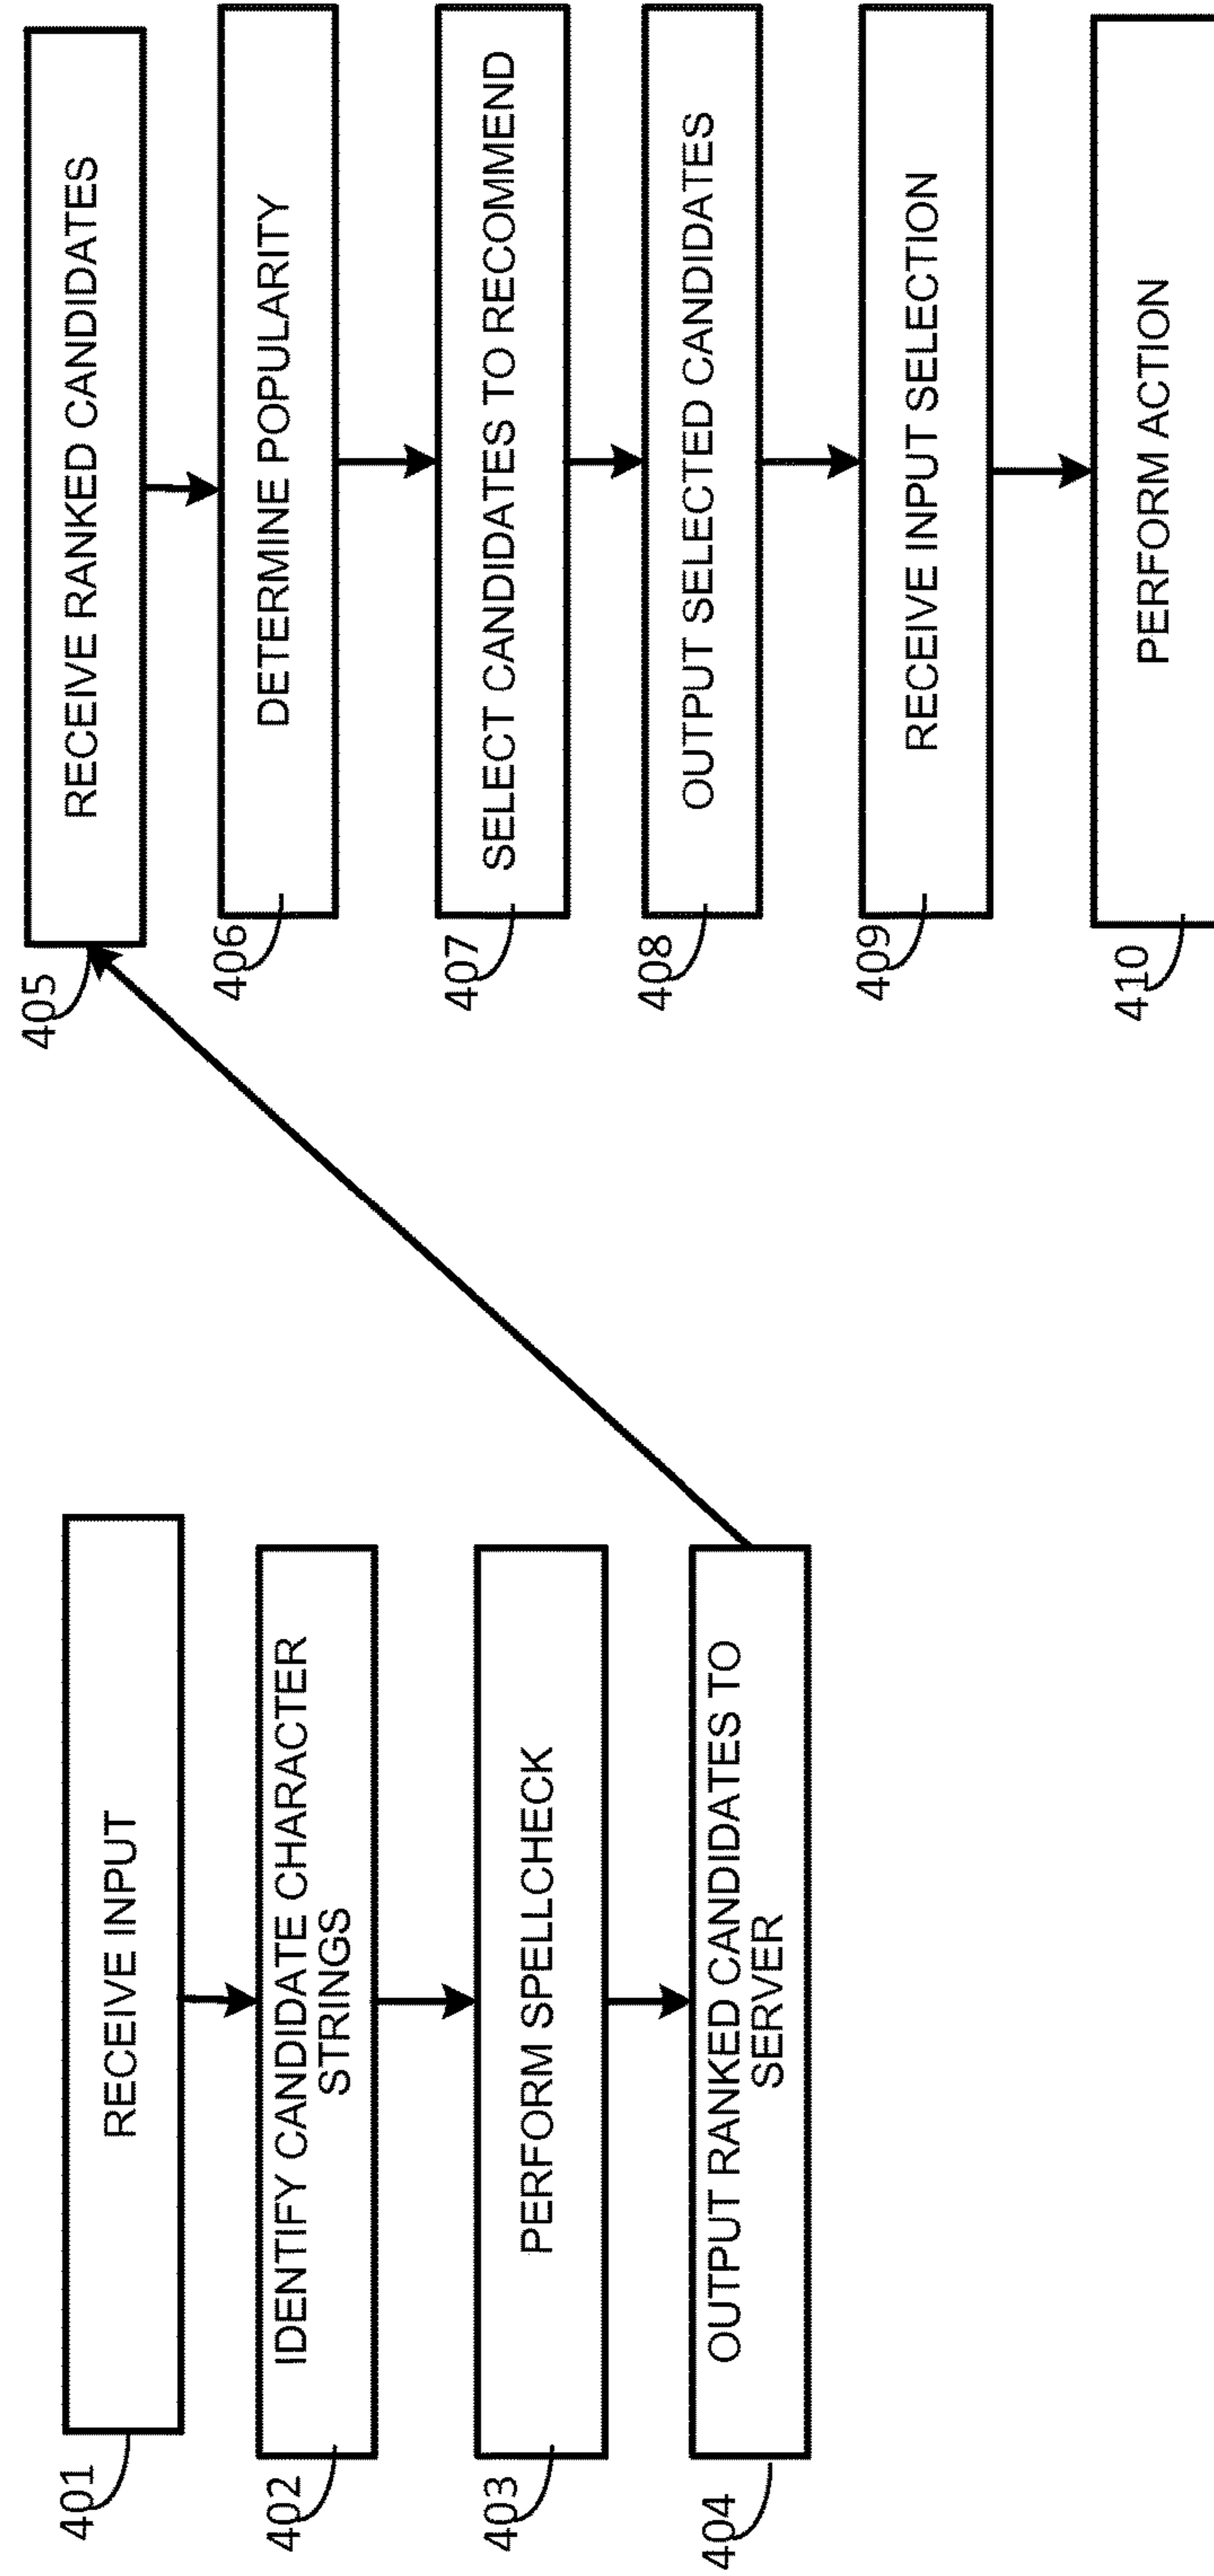 401
RECEIVE INPUT
402
IDENTIFY CANDIDATE CHARACTER
STRINGS
403
PERFORM SPELLCHECK
404
OUTPUT RANKED CANDIDATES TO
SERVER
405
RECEIVE RANKED CANDIDATES
406
DETERMINE POPULARITY
407
SELECT CANDIDATES TO RECOMMEND
408
OUTPUT SELECTED CANDIDATES
409
RECEIVE INPUT SELECTION
410
PERFORM ACTION